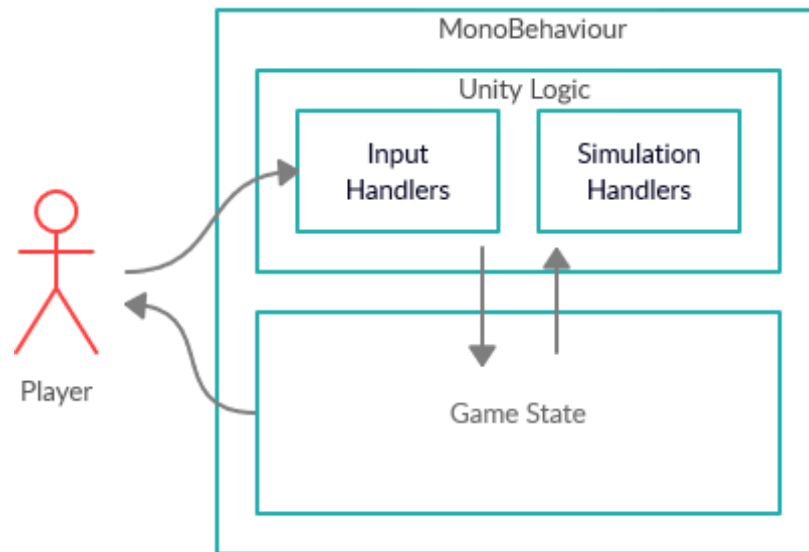 MonoBehaviour
Unity Logic
Input
Handlers
Simulation
Handlers
Player
Game State